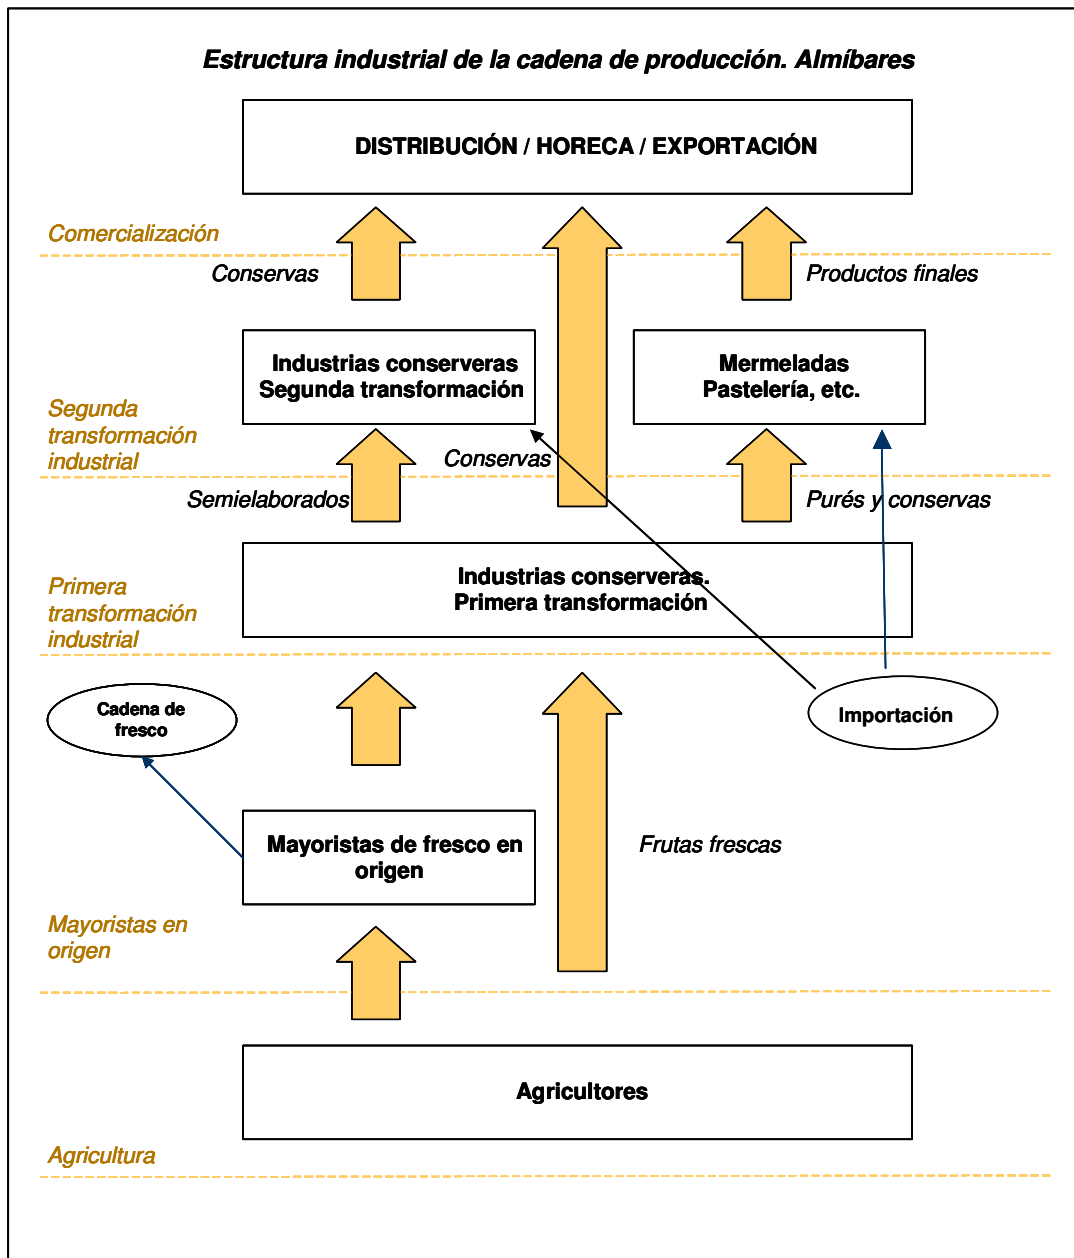 Estructura industrial de la cadena de producción. Almíbares
DISTRIBUCIÓN / HORECA / EXPORTACIÓN
Comercialización
Conservas
Productos finales
Industrias conserveras
Segunda transformación
Mermeladas
Pastelería, etc.
Segunda
transformación
industrial
Conservas
Semielaborados
Purés y conservas
Industrias conserveras.
Primera transformación
Primera
transformación
industrial
Cadena de
fresco
Importación
Mayoristas de fresco en
origen
Frutas frescas
Mayoristas en
origen
Agricultores
Agricultura